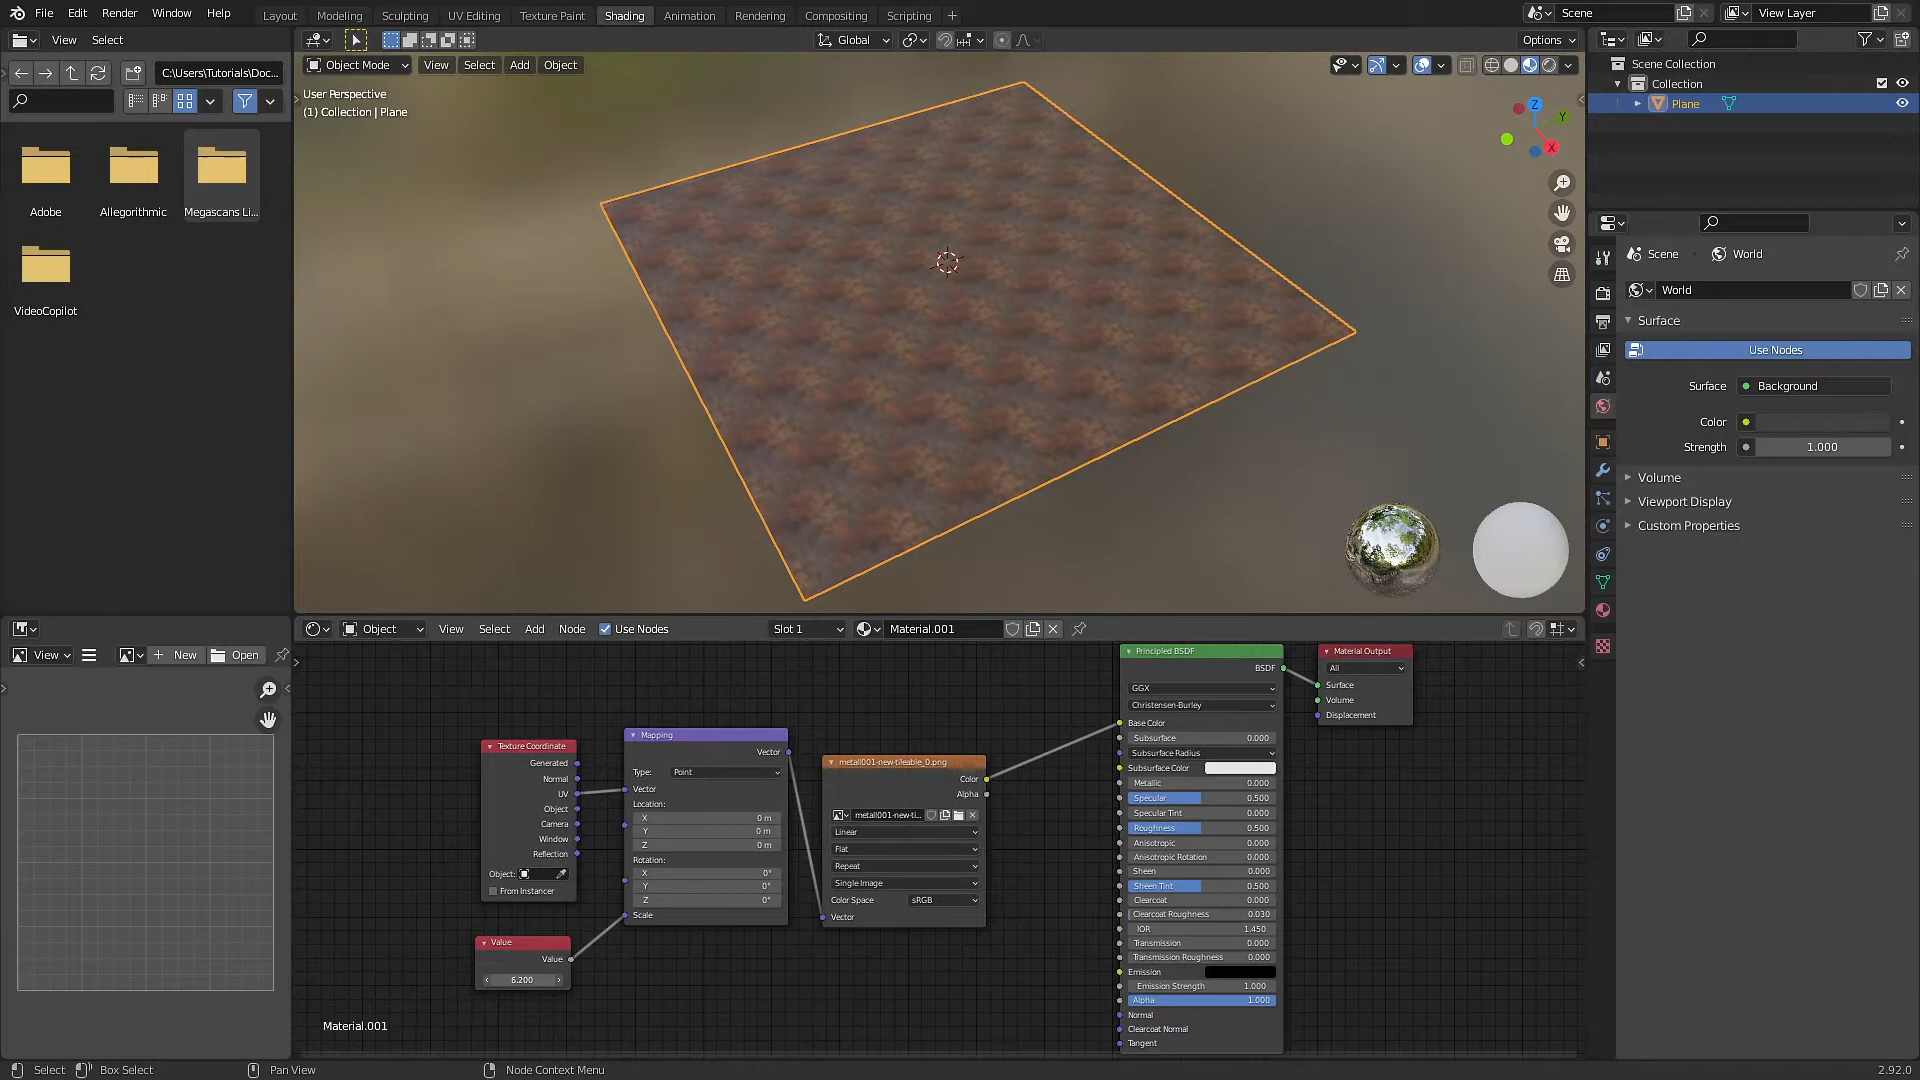 File Edit Render Window Help
Layout Modeling Sculpting UV Editing Texture Paint Shading Animation Rendering Compositing Scripting +
Scene
View Layer
View Select
Global
Options
C:\Users\Tutorials\Doc...
Object Mode View Select Add Object
User Perspective
(1) Collection | Plane
Adobe
Allegorithmic
Megascans Li...
VideoCopilot
Z
Y
X
Scene Collection
Collection
Plane
Scene World
World
Surface
Use Nodes
Surface Background
Color
Strength 1.000
Volume
Viewport Display
Custom Properties
Object View Select Add Node Use Nodes Slot 1 Material.001
View New Open
Texture Coordinate
Generated
Normal
UV
Object
Camera
Window
Reflection
Object:
From Instancer
Value
Value
6.200
Mapping
Vector
Type: Point
Vector
Location:
X 0 m
Y 0 m
Z 0 m
Rotation:
X 0°
Y 0°
Z 0°
Scale
metall001-new-tileable_0.png
Color
Alpha
metall001-new-ti...
Linear
Flat
Repeat
Single Image
Color Space sRGB
Vector
Principled BSDF
BSDF
GGX
Christensen-Burley
Base Color
Subsurface 0.000
Subsurface Radius
Subsurface Color
Metallic 0.000
Specular 0.500
Specular Tint 0.000
Roughness 0.500
Anisotropic 0.000
Anisotropic Rotation 0.000
Sheen 0.000
Sheen Tint 0.500
Clearcoat 0.000
Clearcoat Roughness 0.030
IOR 1.450
Transmission 0.000
Transmission Roughness 0.000
Emission
Emission Strength 1.000
Alpha 1.000
Normal
Clearcoat Normal
Tangent
Material Output
All
Surface
Volume
Displacement
Material.001
Select Box Select Pan View Node Context Menu 2.92.0